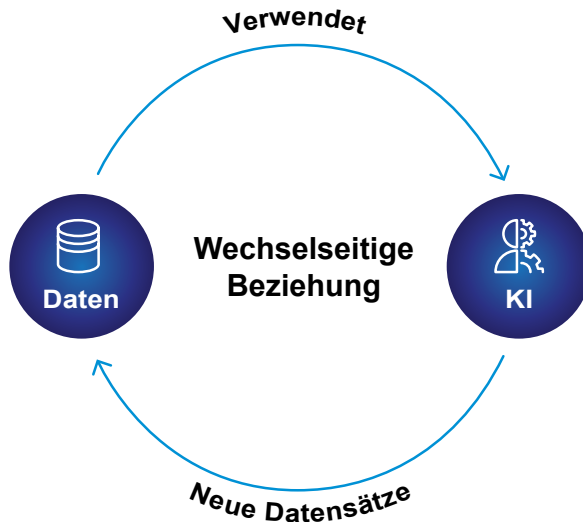 Verwendet
Daten
Wechselseitige
Beziehung
KI
Neue Datensätze